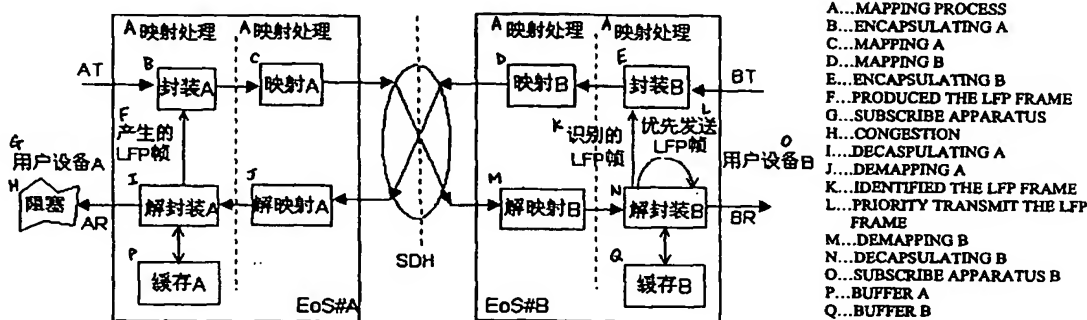 A 映射处理
A 映射处理
B
封装A
C
映射A
AT
F
产生的
LFP帧
G
用户设备A
H
阻塞
AR
I
解封装A
J
解映射A
P
缓存A
EoS#A
SDH
A 映射处理
A 映射处理
D
映射B
E
封装B
BT
K 识别的
LFP帧
L
优先发送
LFP帧
O
用户设备B
M
解映射B
N
解封装B
BR
Q
缓存B
EoS#B
A...MAPPING PROCESS
B...ENCAPSULATING A
C...MAPPING A
D...MAPPING B
E...ENCAPSULATING B
F...PRODUCED THE LFP FRAME
G...SUBSCRIBE APPARATUS
H...CONGESTION
I...DECASPULATING A
J...DEMAPPING A
K...IDENTIFIED THE LFP FRAME
L...PRIORITY TRANSMIT THE LFP
FRAME
M...DEMAPPING B
N...DECAPSULATING B
O...SUBSCRIBE APPARATUS B
P...BUFFER A
Q...BUFFER B